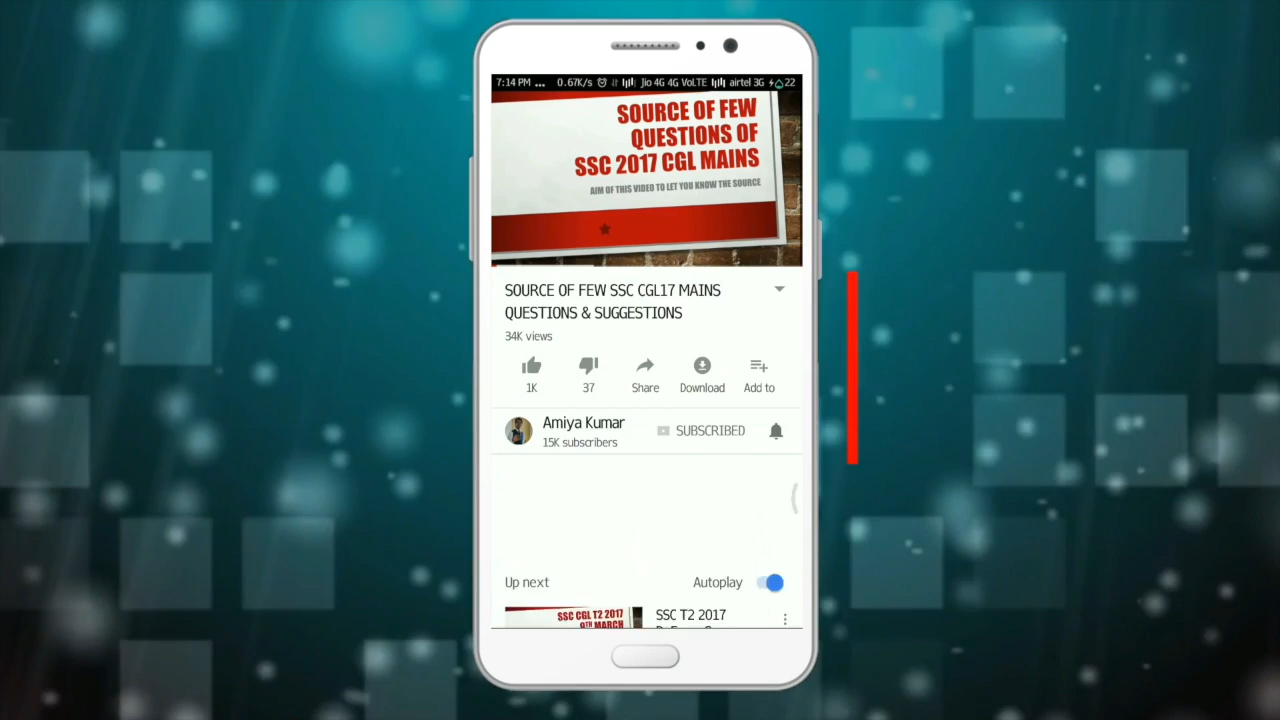 7:14 PM ... 0.67K/s Jio 4G 4G VoLTE airtel 3G 22
SOURCE OF FEW
QUESTIONS OF
SSC 2017 CGL MAINS
AIM OF THIS VIDEO TO LET YOU KNOW THE SOURCE
SOURCE OF FEW SSC CGL17 MAINS
QUESTIONS & SUGGESTIONS
34K views
1K 37 Share Download Add to
Amiya Kumar SUBSCRIBED
15K subscribers
Up next Autoplay
SSC CGL T2 2017 SSC T2 2017
9TH MARCH